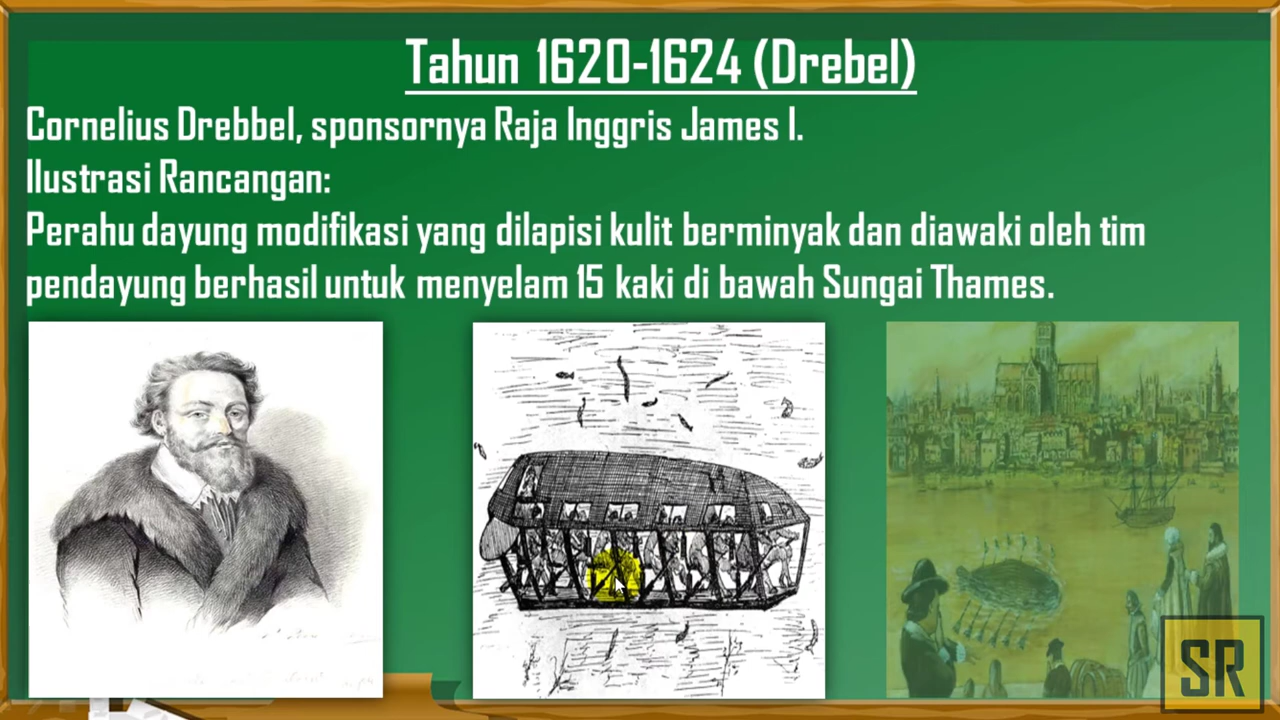 Tahun 1620-1624 (Drebel)
Cornelius Drebbel, sponsornya Raja Inggris James I.
Ilustrasi Rancangan:
Perahu dayung modifikasi yang dilapisi kulit berminyak dan diawaki oleh tim
pendayung berhasil untuk menyelam 15 kaki di bawah Sungai Thames.
SR